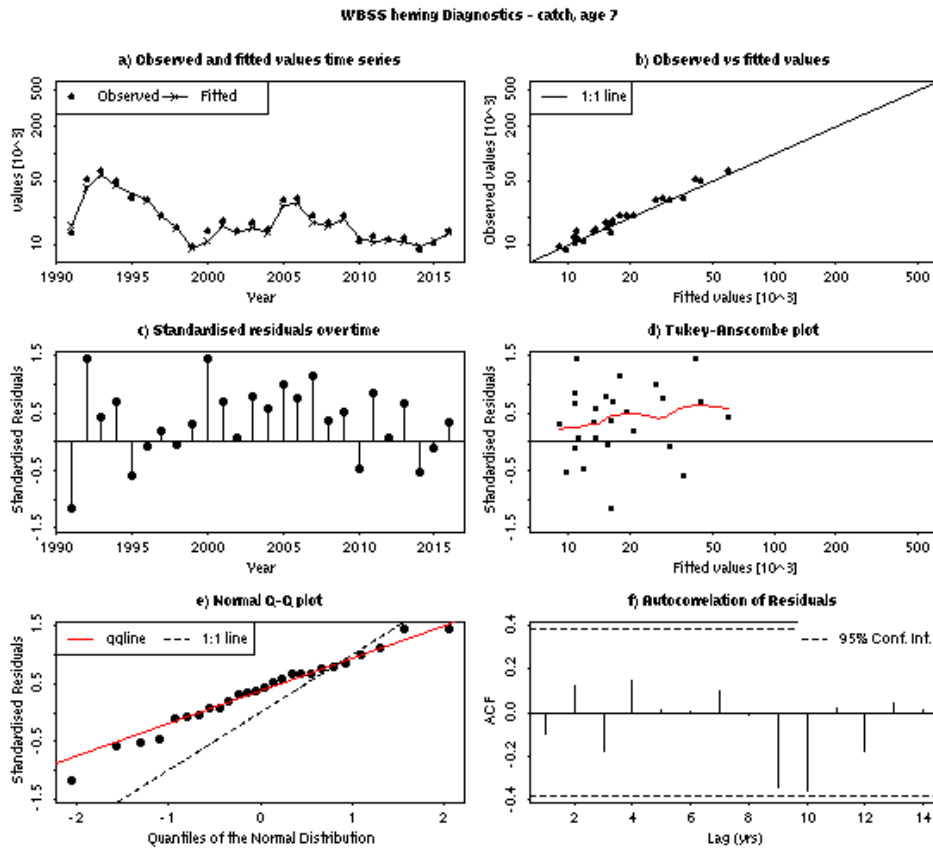 WBSS herring Diagnostics - catch, age 7
a) Observed and fitted values time series
Observed Fitted
values [10^3]
500
200
50
10
1990 1995 2000 2005 2010 2015
Year
b) Observed vs fitted values
1:1 line
Observed values [10^3]
500
200
50
10
10 20 50 100 200 500
Fitted values [10^3]
c) Standardised residuals over time
Standardised Residuals
1.5
0.5
-0.5
-1.5
1990 1995 2000 2005 2010 2015
Year
d) Tukey-Anscombe plot
Standardised Residuals
1.5
0.5
-0.5
-1.5
10 20 50 100 200 500
Fitted values [10^3]
e) Normal Q-Q plot
qqline 1:1 line
Standardised Residuals
1.5
0.5
-0.5
-1.5
-2 -1 0 1 2
Quantiles of the Normal Distribution
f) Autocorrelation of Residuals
95% Conf. Int.
ACF
0.4
0.2
0.0
-0.2
-0.4
2 4 6 8 10 12 14
Lag (yrs)